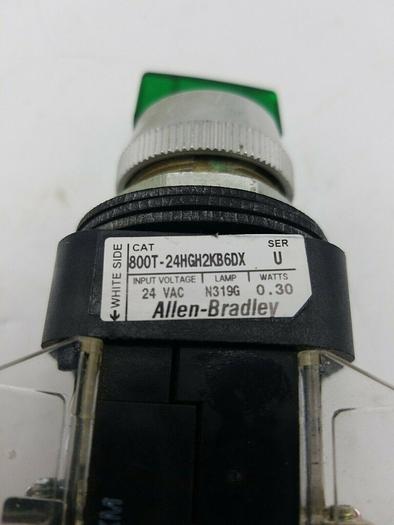 ← WHITE SIDE
CAT SER
800T-24HGH2KB6DX U
INPUT VOLTAGE LAMP WATTS
24 VAC N319G 0.30
Allen-Bradley